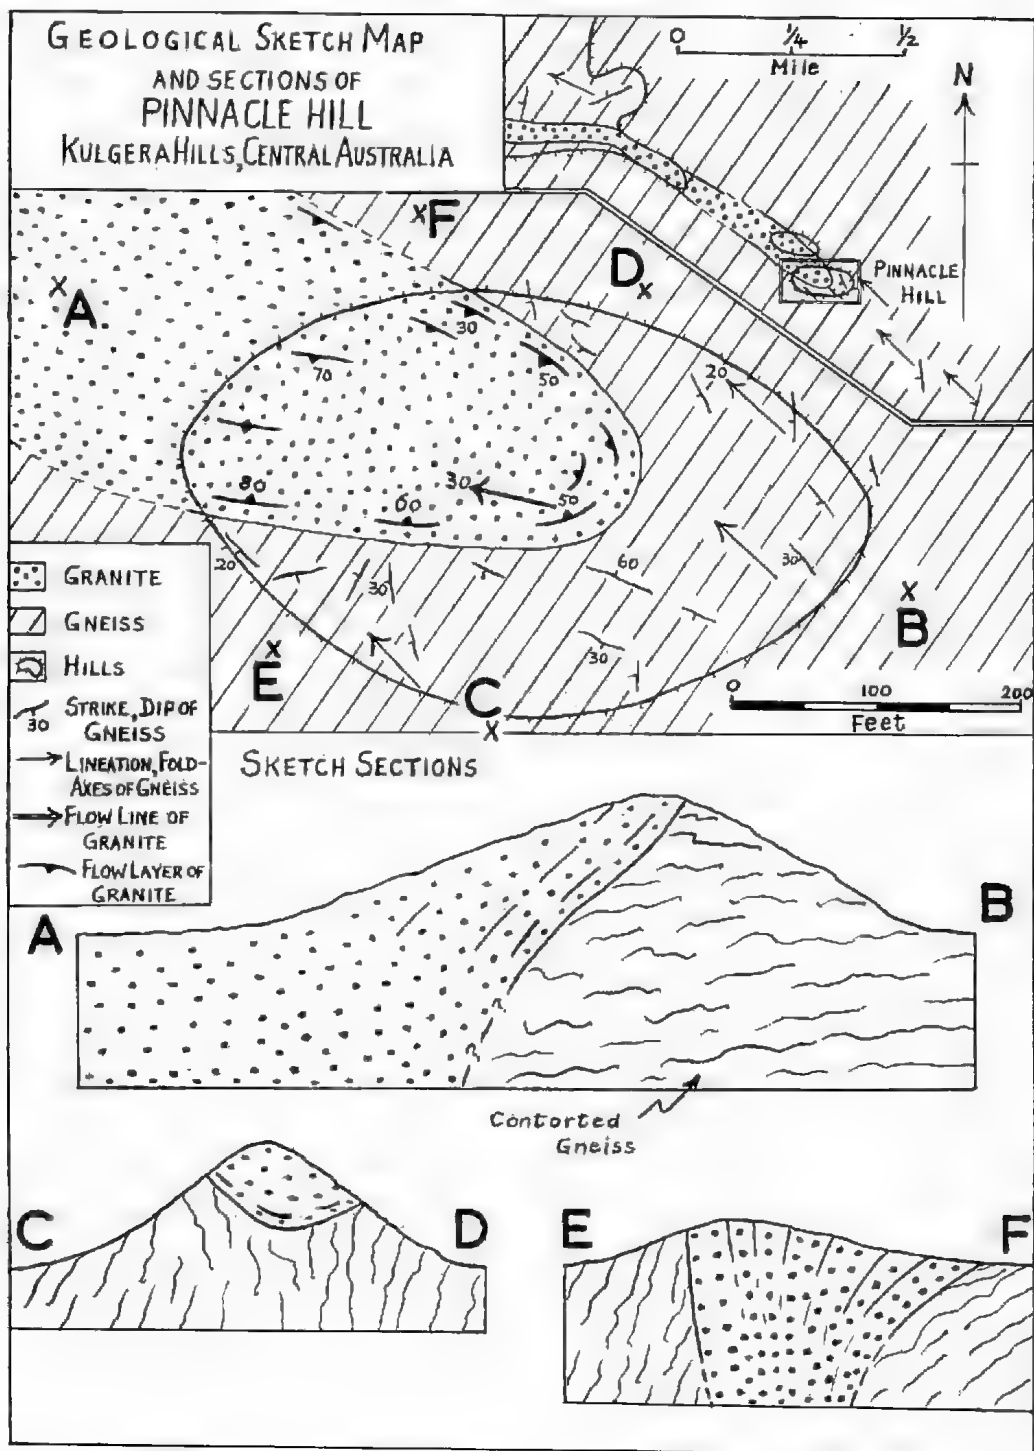 GEOLOGICAL SKETCH MAP
AND SECTIONS OF
PINNACLE HILL
KULGERA HILLS, CENTRAL AUSTRALIA
0 1/4 1/2
Mile
N
PINNACLE
HILL
F
D
A
30
50
70
20
80
30
60
50
20
30
60
30
30
B
E
C
0 100 200
Feet
GRANITE
GNEISS
HILLS
30
STRIKE, DIP OF
GNEISS
LINEATION, FOLD-
AXES OF GNEISS
FLOW LINE OF
GRANITE
FLOW LAYER OF
GRANITE
SKETCH SECTIONS
A
B
Contorted
Gneiss
C
D
E
F